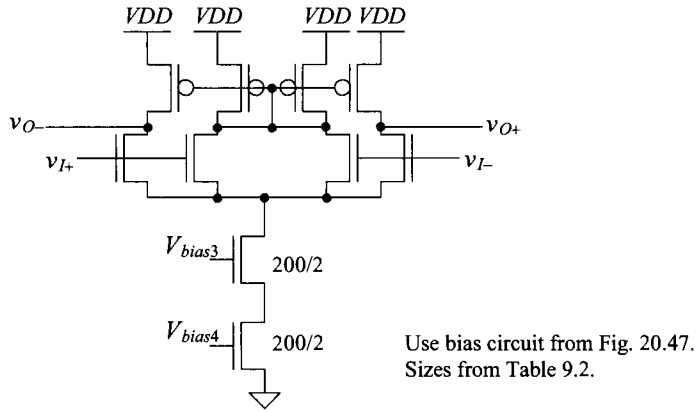 VDD VDD VDD VDD
vO− vO+
vI+ vI−
Vbias3
200/2
Vbias4
200/2
Use bias circuit from Fig. 20.47.
Sizes from Table 9.2.